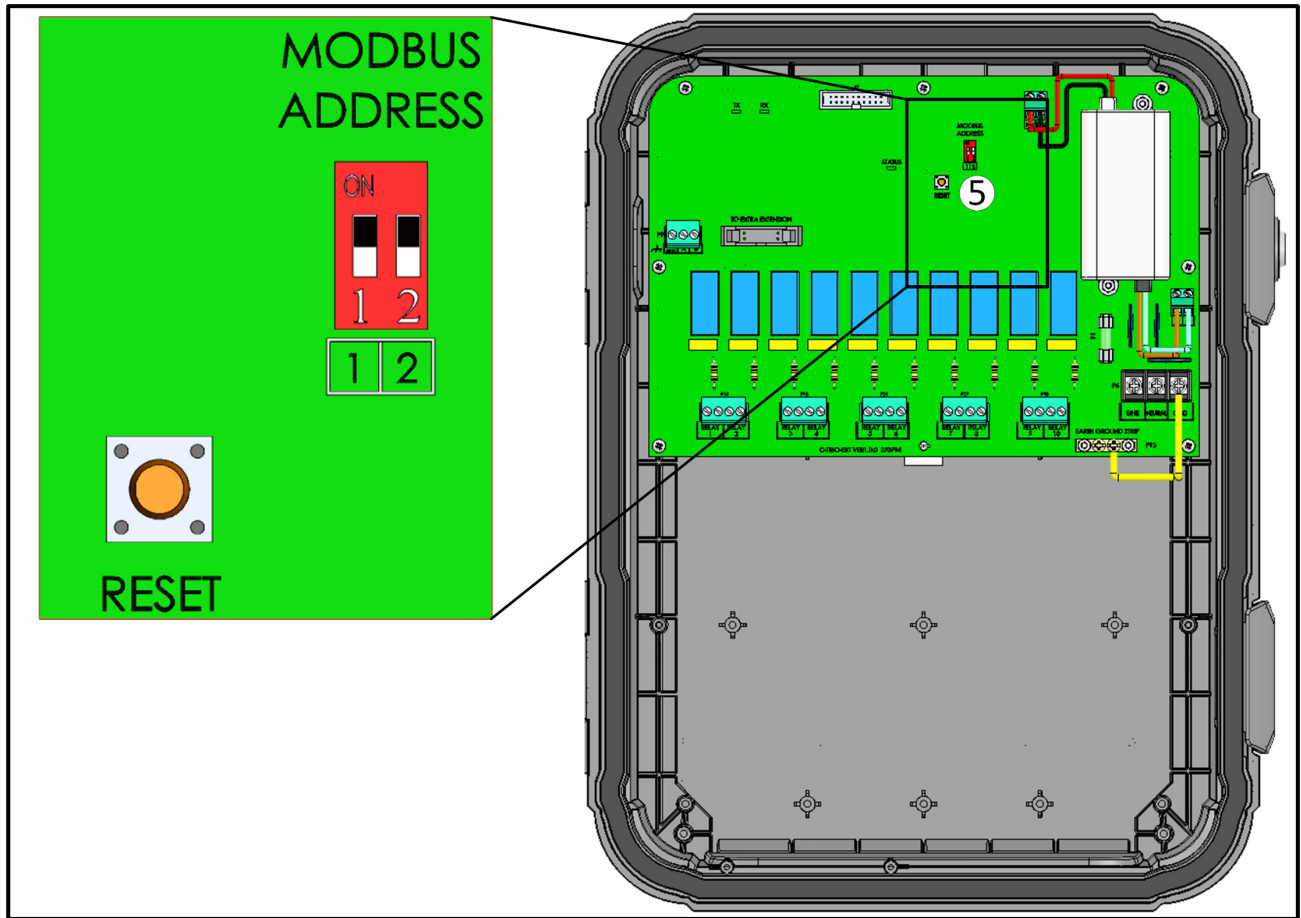 MODBUS
ADDRESS
ON
1 2
1 2
RESET
TX RX
MODBUS
ADDRESS
STATUS
RESET
5
TO EXTRA EXTENSION
P6
LINE NEUTRAL GND
RELAY RELAY RELAY RELAY RELAY RELAY RELAY RELAY RELAY RELAY
1 2 3 4 5 6 7 8 9 10
EARTH GROUND STRIP